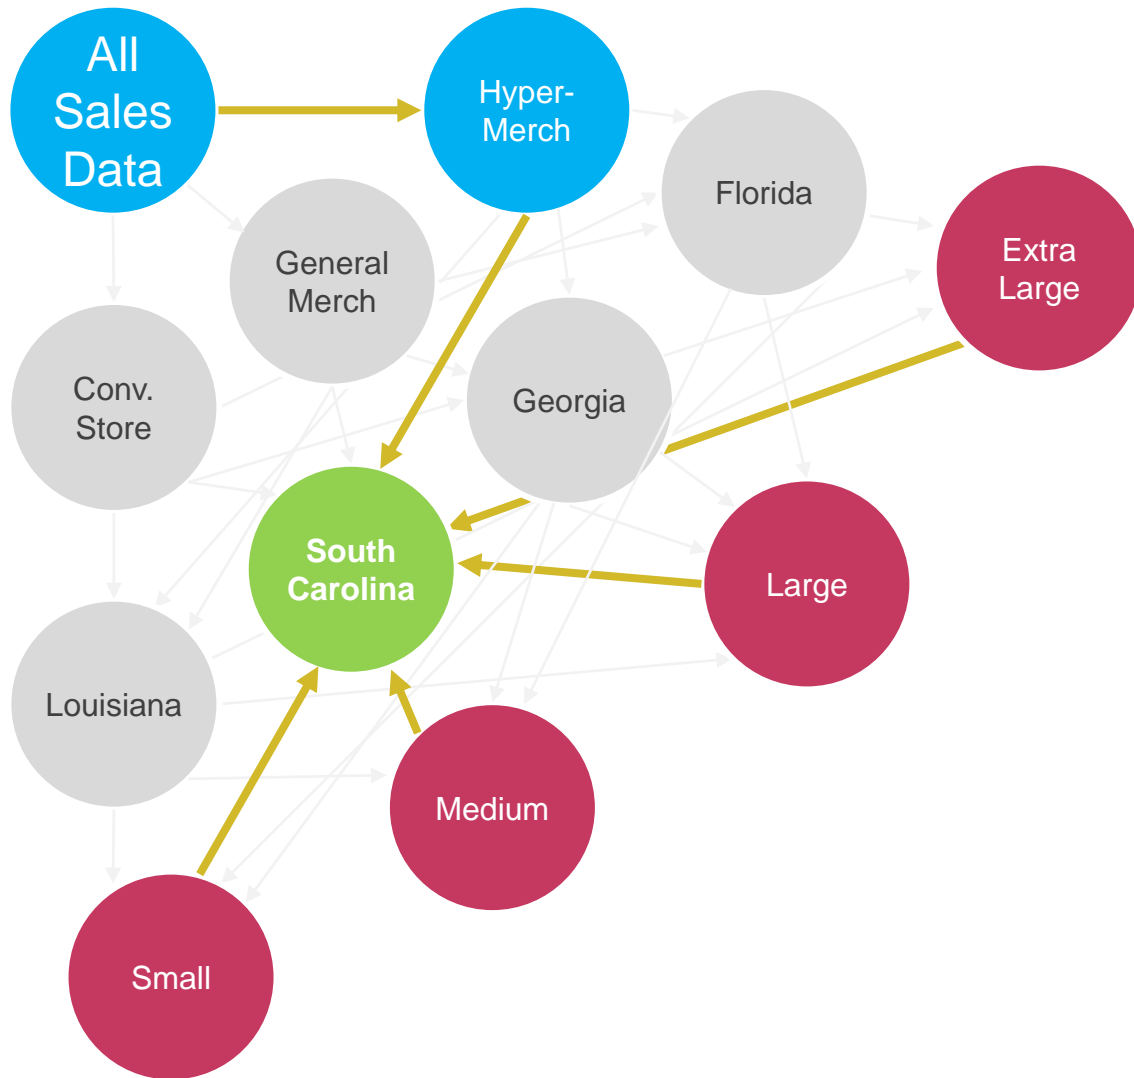 All
Sales
Data
Hyper-
Merch
Florida
General
Merch
Extra
Large
Conv.
Store
Georgia
South
Carolina
Large
Louisiana
Medium
Small